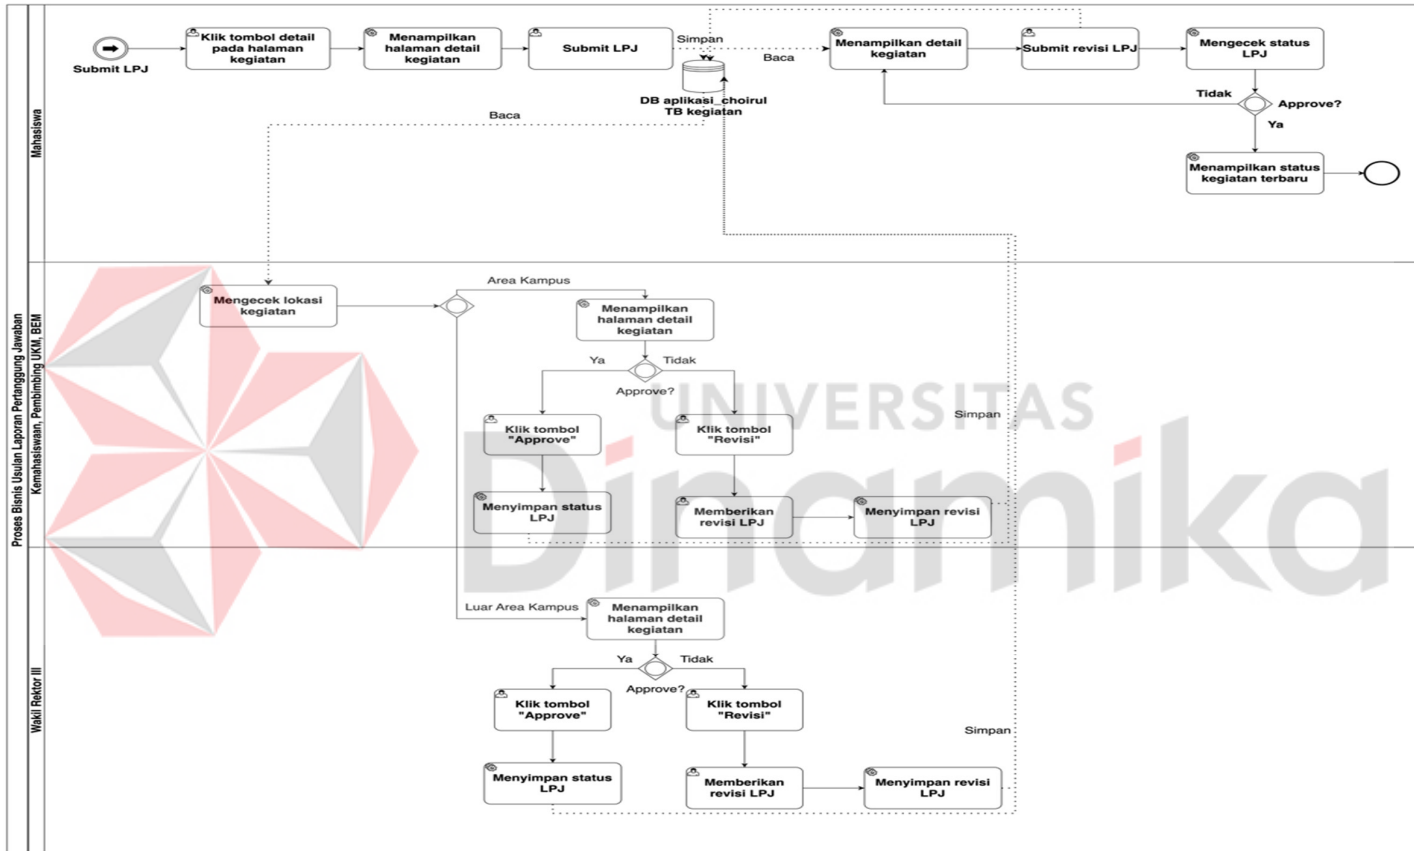 Proses Bisnis Usulan Laporan Pertanggung Jawaban
Mahasiswa
Submit LPJ
Klik tombol detail
pada halaman
kegiatan
Menampilkan
halaman detail
kegiatan
Submit LPJ
Simpan
DB aplikasi_choirul
TB kegiatan
Baca
Baca
Menampilkan detail
kegiatan
Submit revisi LPJ
Mengecek status
LPJ
Tidak
Approve?
Ya
Menampilkan status
kegiatan terbaru
Kemahasiswaan, Pembimbing UKM, BEM
Mengecek lokasi
kegiatan
Area Kampus
Menampilkan
halaman detail
kegiatan
Ya
Tidak
Approve?
Klik tombol
"Approve"
Klik tombol
"Revisi"
Simpan
Menyimpan status
LPJ
Memberikan
revisi LPJ
Menyimpan revisi
LPJ
UNIVERSITAS
Dinamika
Wakil Rektor III
Luar Area Kampus
Menampilkan
halaman detail
kegiatan
Ya
Tidak
Approve?
Klik tombol
"Approve"
Klik tombol
"Revisi"
Simpan
Menyimpan status
LPJ
Memberikan
revisi LPJ
Menyimpan revisi
LPJ